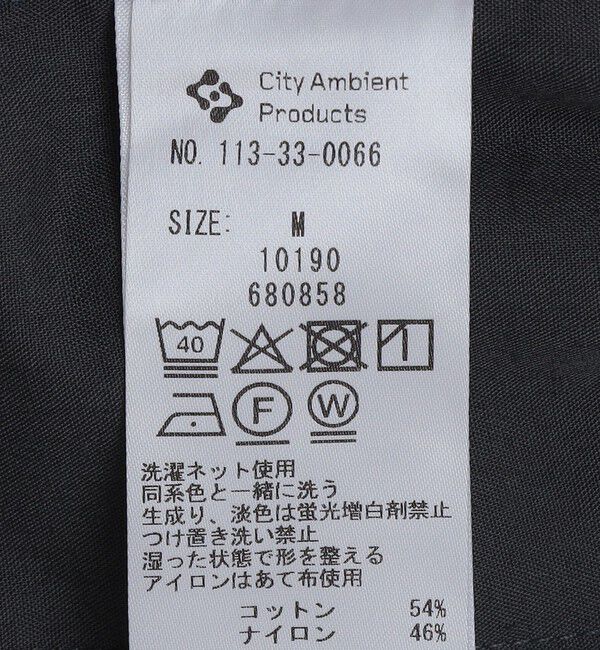 City Ambient
Products
NO. 113-33-0066
SIZE: M
10190
680858
40
F W
洗濯ネット使用
同系色と一緒に洗う
生成り、淡色は蛍光増白剤禁止
つけ置き洗い禁止
湿った状態で形を整える
アイロンはあて布使用
コットン 54%
ナイロン 46%